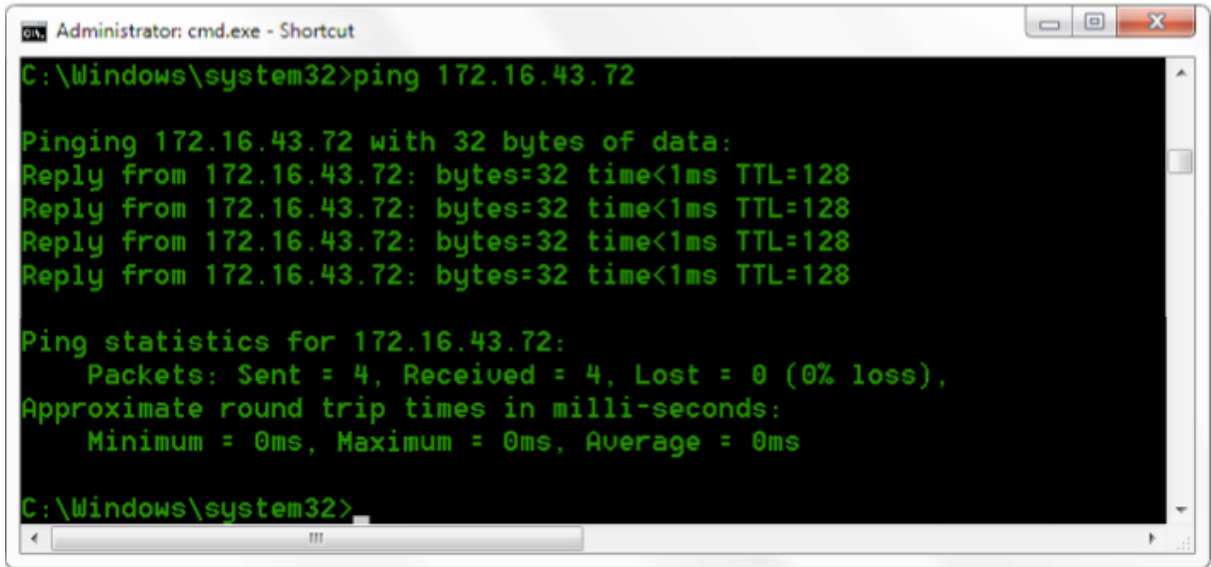 Administrator: cmd.exe - Shortcut
C:\Windows\system32>ping 172.16.43.72
Pinging 172.16.43.72 with 32 bytes of data:
Reply from 172.16.43.72: bytes=32 time<1ms TTL=128
Reply from 172.16.43.72: bytes=32 time<1ms TTL=128
Reply from 172.16.43.72: bytes=32 time<1ms TTL=128
Reply from 172.16.43.72: bytes=32 time<1ms TTL=128
Ping statistics for 172.16.43.72:
    Packets: Sent = 4, Received = 4, Lost = 0 (0% loss),
Approximate round trip times in milli-seconds:
    Minimum = 0ms, Maximum = 0ms, Average = 0ms
C:\Windows\system32>